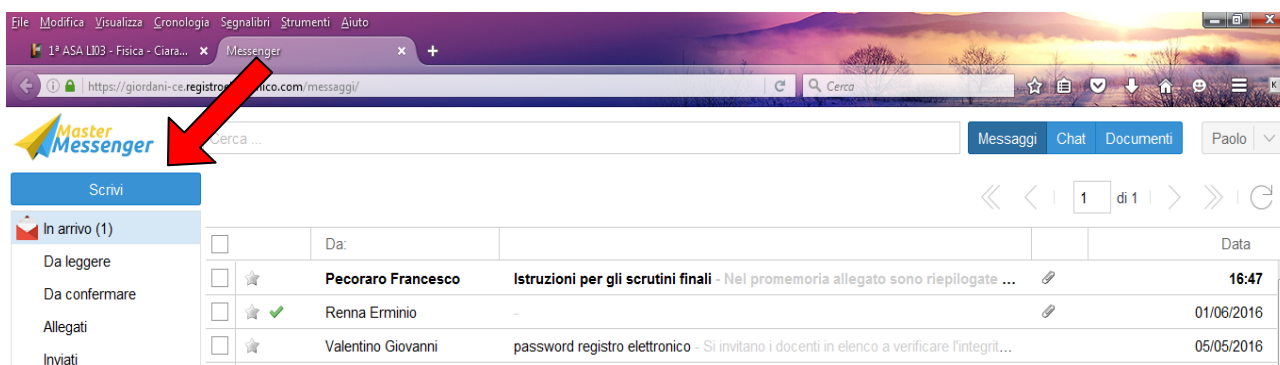 File Modifica Visualizza Cronologia Segnalibri Strumenti Aiuto
1ª ASA LI03 - Fisica - Ciara... Messenger
https://giordani-ce.registro nico.com/messaggi/ Cerca
Master
Messenger
Cerca ... Messaggi Chat Documenti Paolo
Scrivi
1 di 1
In arrivo (1)
Da: Data
Da leggere
Pecoraro Francesco Istruzioni per gli scrutini finali - Nel promemoria allegato sono riepilogate ... 16:47
Da confermare
Renna Erminio - 01/06/2016
Allegati
Valentino Giovanni password registro elettronico - Si invitano i docenti in elenco a verificare l'integrit... 05/05/2016
Inviati